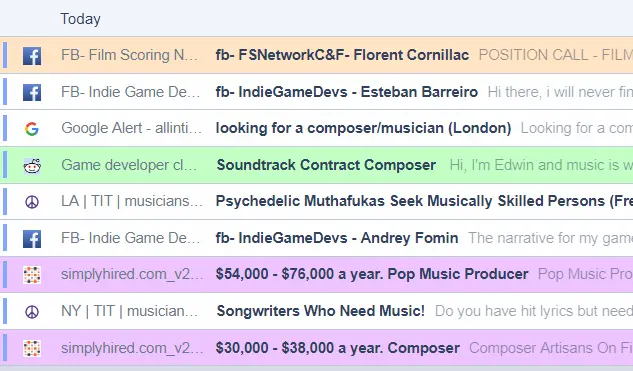 Today
FB- Film Scoring N... fb- FSNetworkC&F- Florent Cornillac POSITION CALL - FILM
FB- Indie Game De... fb- IndieGameDevs - Esteban Barreiro Hi there, i will never fin
Google Alert - allinti... looking for a composer/musician (London) Looking for a com
Game developer cl... Soundtrack Contract Composer Hi, I'm Edwin and music is w
LA | TIT | musicians... Psychedelic Muthafukas Seek Musically Skilled Persons (Fre
FB- Indie Game De... fb- IndieGameDevs - Andrey Fomin The narrative for my game
simplyhired.com_v2... $54,000 - $76,000 a year. Pop Music Producer Pop Music Pro
NY | TIT | musician... Songwriters Who Need Music! Do you have hit lyrics but need
simplyhired.com_v2... $30,000 - $38,000 a year. Composer Composer Artisans On Fi